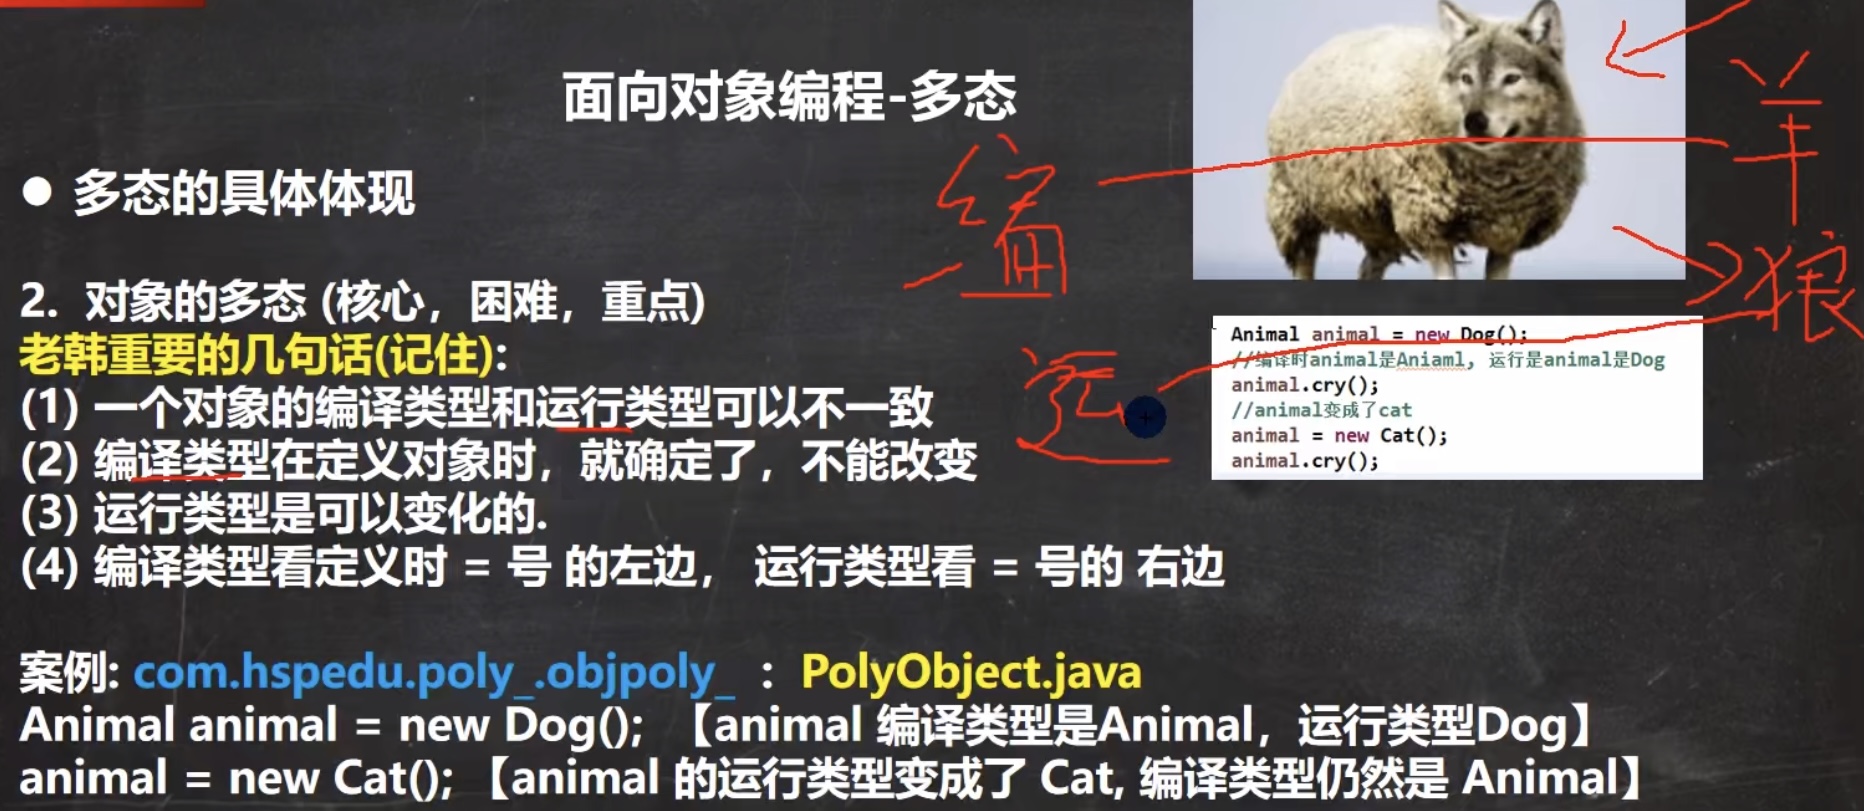 面向对象编程-多态
● 多态的具体体现
2. 对象的多态 (核心，困难，重点)
老韩重要的几句话(记住):
(1) 一个对象的编译类型和运行类型可以不一致
(2) 编译类型在定义对象时，就确定了，不能改变
(3) 运行类型是可以变化的.
(4) 编译类型看定义时 = 号 的左边， 运行类型看 = 号的 右边
案例: com.hspedu.poly_.objpoly_ : PolyObject.java
Animal animal = new Dog(); 【animal 编译类型是Animal，运行类型Dog】
animal = new Cat(); 【animal 的运行类型变成了 Cat, 编译类型仍然是 Animal】
编
羊
狼
运
Animal animal = new Dog();
//编译时animal是Aniaml, 运行是animal是Dog
animal.cry();
//animal变成了cat
animal = new Cat();
animal.cry();